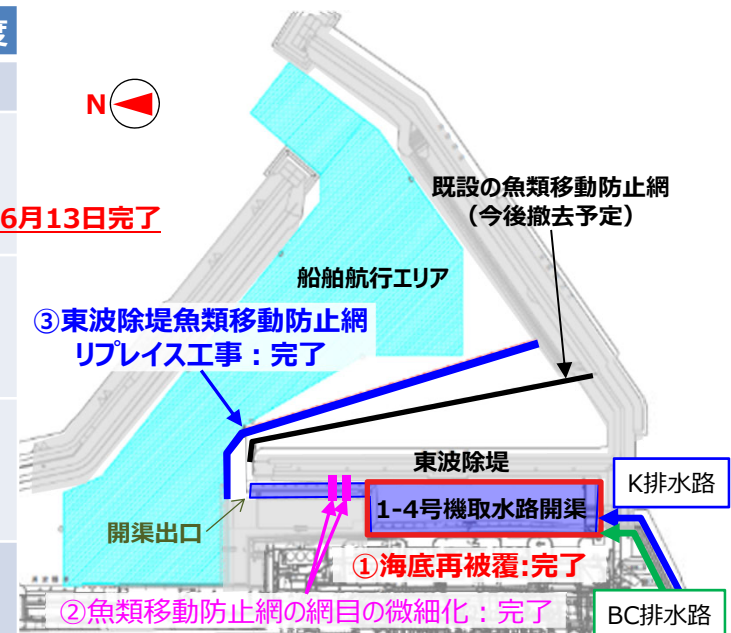 度
N
6月13日完了
既設の魚類移動防止網
(今後撤去予定)
船舶航行エリア
③東波除堤魚類移動防止網
リプレイス工事：完了
東波除堤
K排水路
1-4号機取水路開渠
開渠出口
①海底再被覆:完了
②魚類移動防止網の網目の微細化：完了
BC排水路